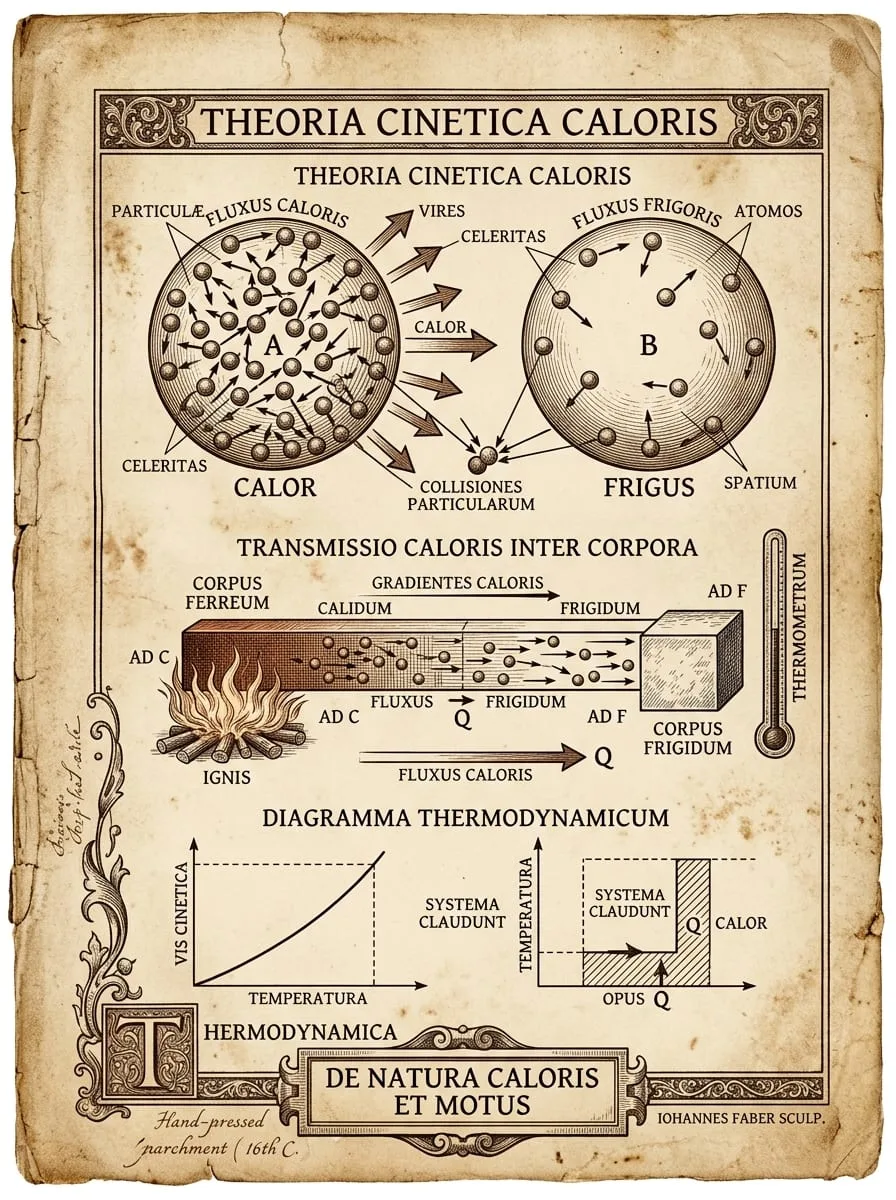 THEORIA CINETICA CALORIS
THEORIA CINETICA CALORIS
PARTICULÆ
FLUXUS CALORIS
VIRES
CELERITAS
FLUXUS FRIGORIS
ATOMOS
CALOR
A
B
CELERITAS
CALOR
COLLISIONES
PARTICULARUM
FRIGUS
SPATIUM
TRANSMISSIO CALORIS INTER CORPORA
CORPUS
FERREUM
GRADIENTES CALORIS
CALIDUM
FRIGIDUM
AD F
THERMOMETRUM
AD C
AD C
FLUXUS
Q
FRIGIDUM
AD F
CORPUS
FRIGIDUM
IGNIS
FLUXUS CALORIS
Q
DIAGRAMMA THERMODYNAMICUM
VIS CINETICA
TEMPERATURA
SYSTEMA
CLAUDUNT
TEMPERATURA
SYSTEMA
CLAUDUNT
Q
CALOR
OPUS
Q
THERMODYNAMICA
DE NATURA CALORIS
ET MOTUS
Hand-pressed
parchment ( 16th C.
IOHANNES FABER SCULP.